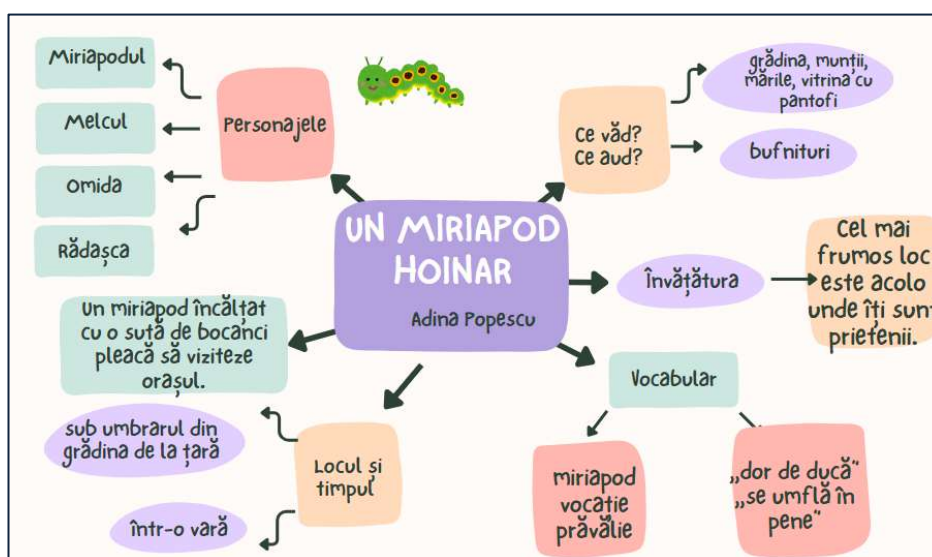 UN MIRIAPOD
HOINAR
Adina Popescu
Personajele
Miriapodul
Melcul
Omida
Rădașca
Ce văd?
Ce aud?
grădina, munții,
mările, vitrina cu
pantofi
bufnituri
Învățătura
Cel mai
frumos loc
este acolo
unde îți sunt
prietenii.
Un miriapod încălțat
cu o sută de bocanci
pleacă să viziteze
orașul.
Locul și
timpul
sub umbrarul din
grădina de la țară
într-o vară
Vocabular
miriapod
vocație
prăvălie
„dor de ducă"
„se umflă în
pene"